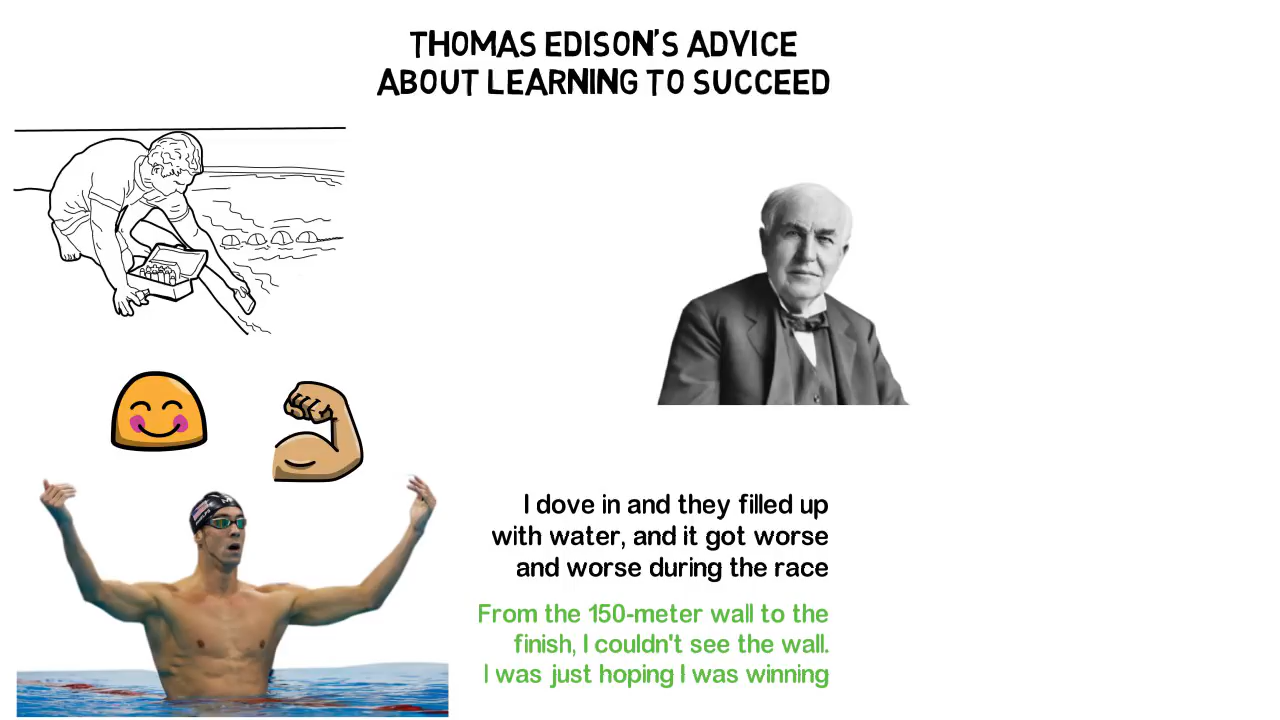 THOMAS EDISON'S ADVICE
ABOUT LEARNING TO SUCCEED
I dove in and they filled up
with water, and it got worse
and worse during the race
From the 150-meter wall to the
finish, I couldn't see the wall.
I was just hoping I was winning